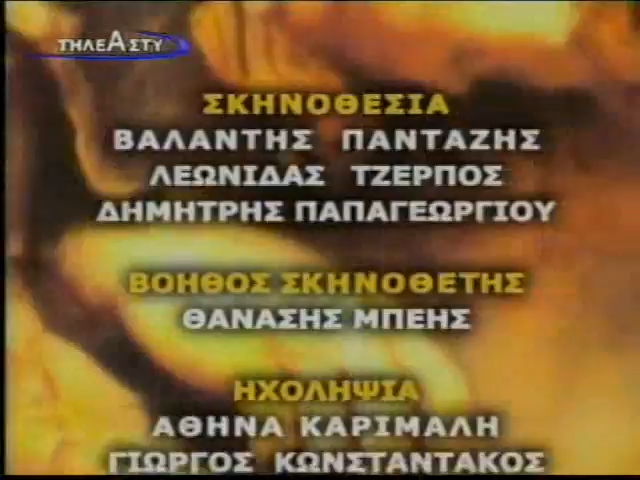 ΤΗΛΕΑΣΤΥ
ΣΚΗΝΟΘΕΣΙΑ
ΒΑΛΑΝΤΗΣ ΠΑΝΤΑΖΗΣ
ΛΕΩΝΙΔΑΣ ΤΖΕΡΠΟΣ
ΔΗΜΗΤΡΗΣ ΠΑΠΑΓΕΩΡΓΙΟΥ
ΒΟΗΘΟΣ ΣΚΗΝΟΘΕΤΗΣ
ΘΑΝΑΣΗΣ ΜΠΕΗΣ
ΗΧΟΛΗΨΙΑ
ΑΘΗΝΑ ΚΑΡΙΜΑΛΗ
ΓΙΩΡΓΟΣ ΚΩΝΣΤΑΝΤΑΚΟΣ